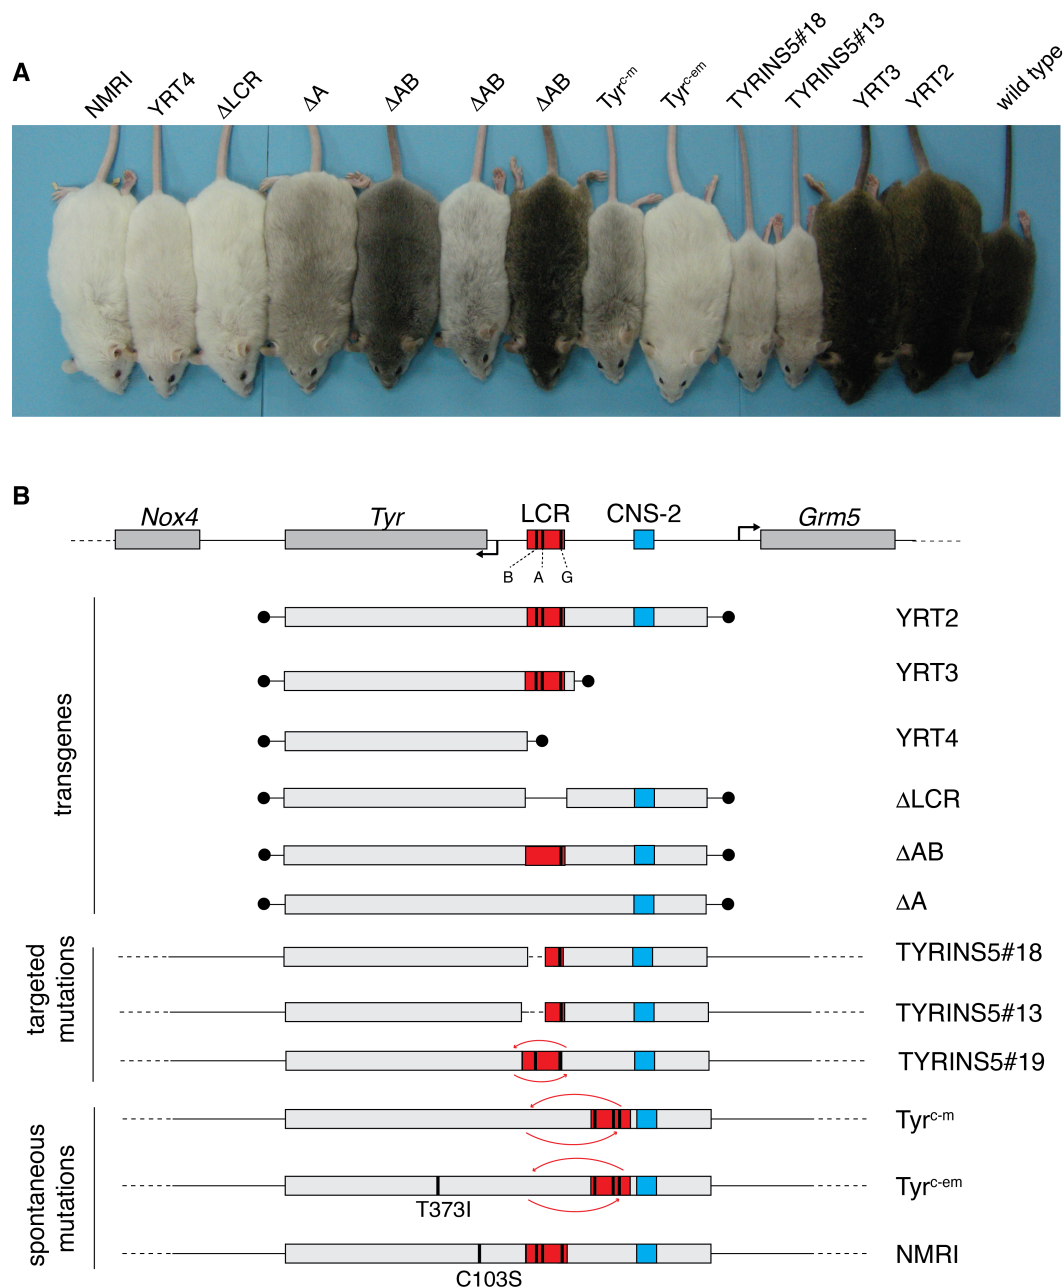 A
NMRI
YRT4
ΔLCR
ΔA
ΔAB
ΔAB
ΔAB
Tyrc-m
Tyrc-em
TYRINS5#18
TYRINS5#13
YRT3
YRT2
wild type
B
Nox4 Tyr LCR CNS-2 Grm5
B A G
transgenes
YRT2
YRT3
YRT4
ΔLCR
ΔAB
ΔA
targeted
mutations
TYRINS5#18
TYRINS5#13
TYRINS5#19
spontaneous
mutations
Tyrc-m
Tyrc-em
T373I
NMRI
C103S